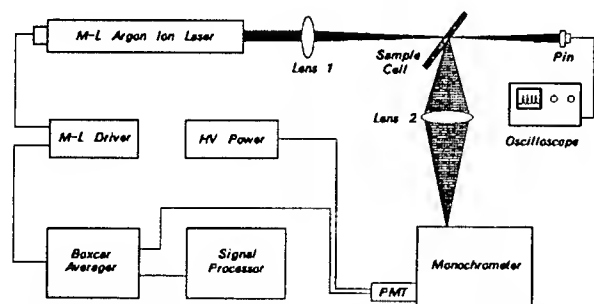 M-L Argon Ion Laser
Lens 1
Sample
Cell
Pin
Lens 2
Oscilloscope
M-L Driver
HV Power
Boxcar
Averager
Signal
Processor
PMT
Monochrometer